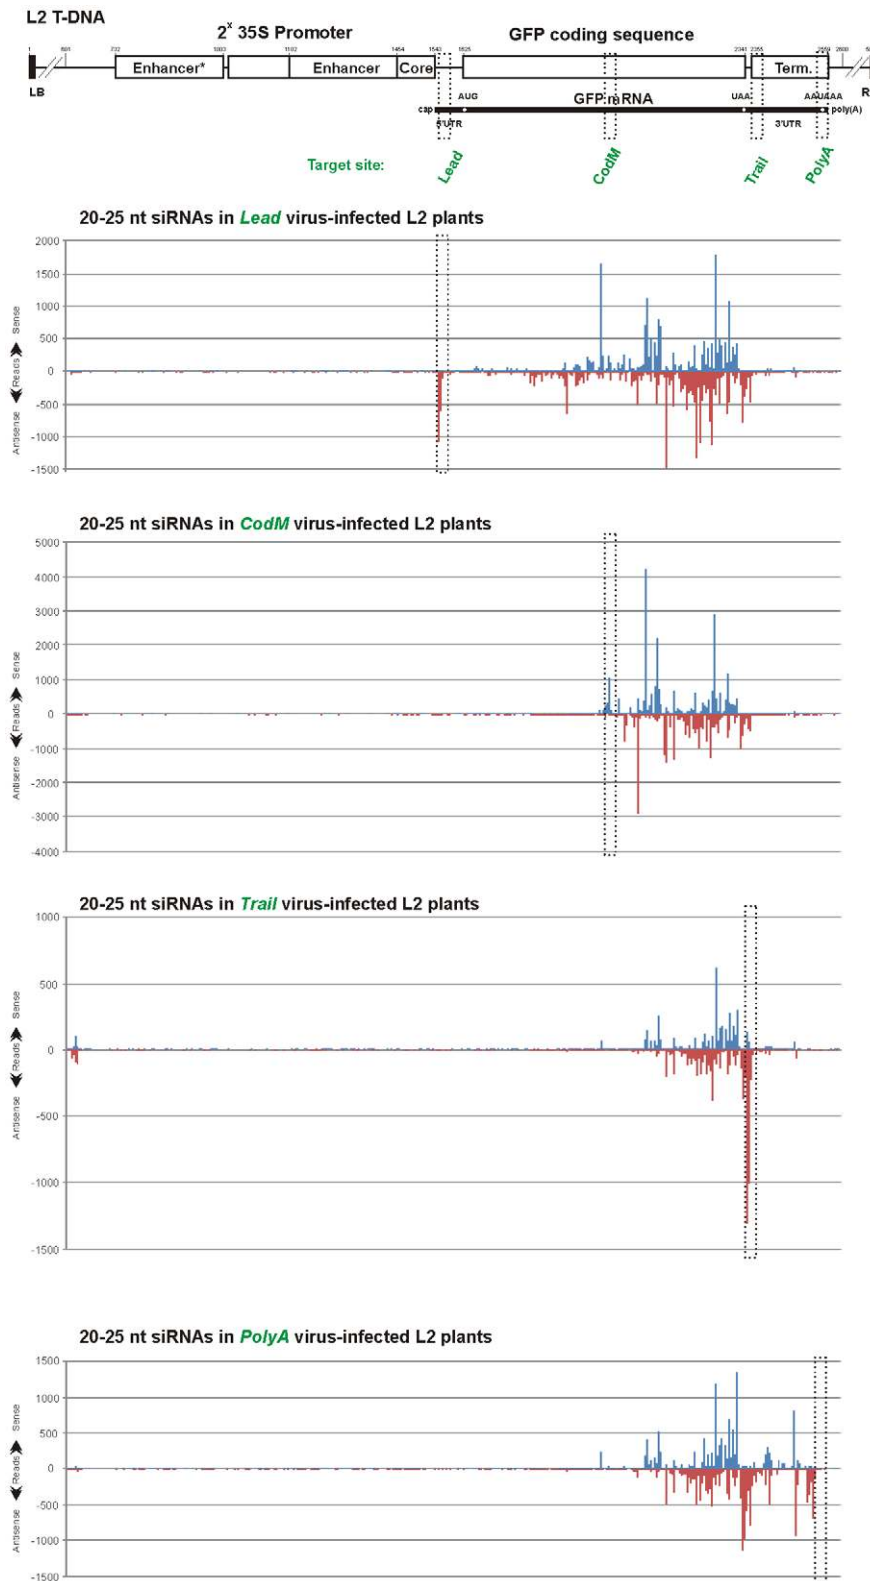 L2 T-DNA
2x 35S Promoter
GFP coding sequence
Enhancer*
Enhancer
Core
Term.
LB
R
AUG
GFP mRNA
UAA
AAUAAA
cap
poly(A)
5'UTR
3'UTR
Target site:
Lead
CodM
Trail
PolyA
20-25 nt siRNAs in Lead virus-infected L2 plants
2000
1500
1000
500
0
-500
-1000
-1500
Antisense Reads Sense
20-25 nt siRNAs in CodM virus-infected L2 plants
5000
4000
3000
2000
1000
0
-1000
-2000
-3000
-4000
Antisense Reads Sense
20-25 nt siRNAs in Trail virus-infected L2 plants
1000
500
0
-500
-1000
-1500
Antisense Reads Sense
20-25 nt siRNAs in PolyA virus-infected L2 plants
1500
1000
500
0
-500
-1000
-1500
Antisense Reads Sense